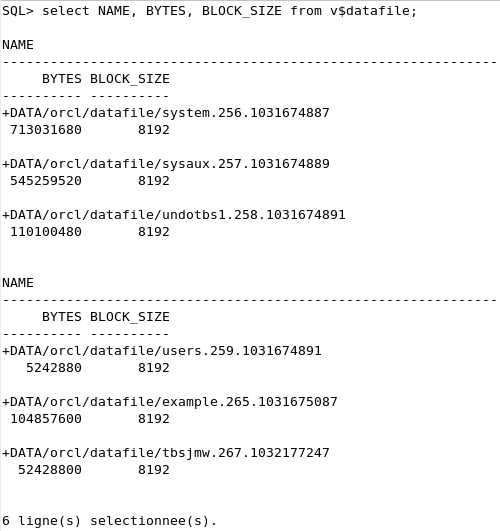 SQL> select NAME, BYTES, BLOCK_SIZE from v$datafile;
NAME
--------------------------------------------------------------
BYTES BLOCK_SIZE
---------- ----------
+DATA/orcl/datafile/system.256.1031674887
713031680 8192
+DATA/orcl/datafile/sysaux.257.1031674889
545259520 8192
+DATA/orcl/datafile/undotbs1.258.1031674891
110100480 8192
NAME
--------------------------------------------------------------
BYTES BLOCK_SIZE
---------- ----------
+DATA/orcl/datafile/users.259.1031674891
5242880 8192
+DATA/orcl/datafile/example.265.1031675087
104857600 8192
+DATA/orcl/datafile/tbsjmw.267.1032177247
52428800 8192
6 ligne(s) selectionnee(s).